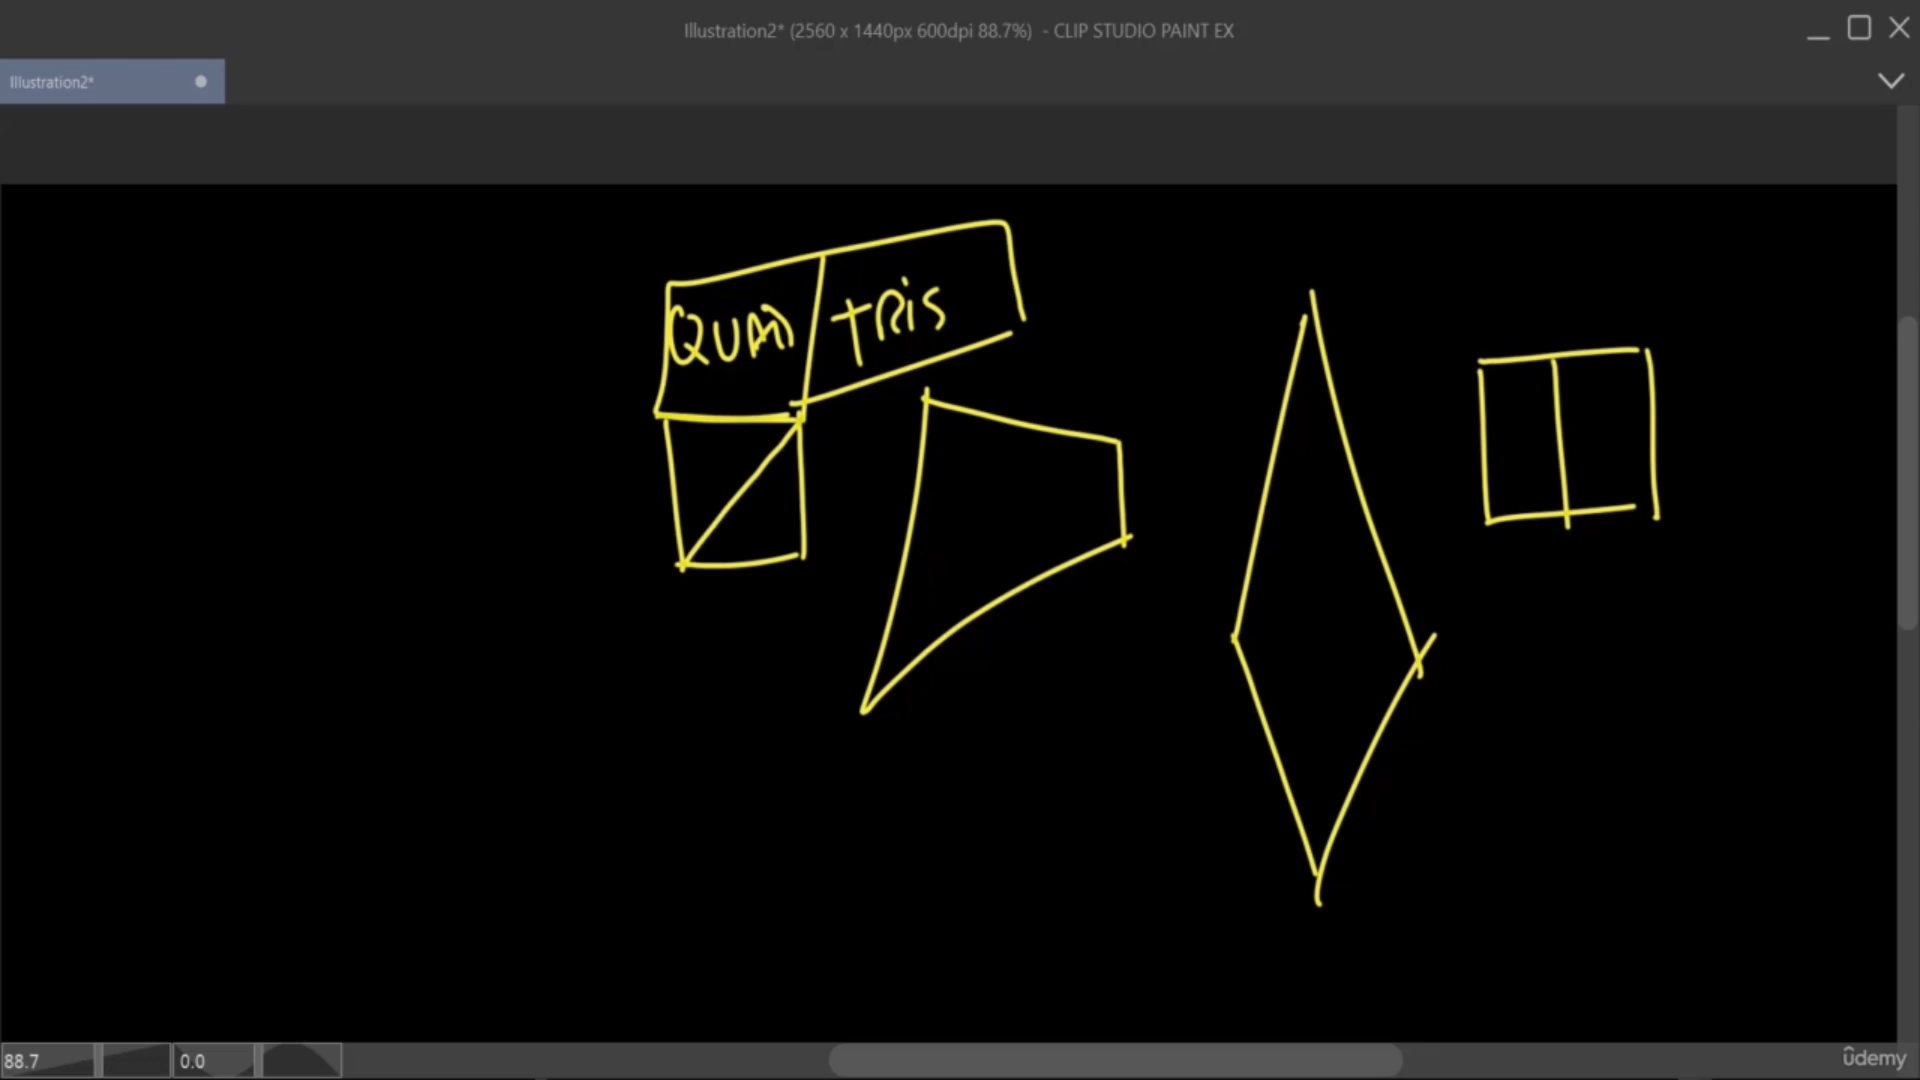 Illustration2* (2560 x 1440px 600dpi 88.7%) - CLIP STUDIO PAINT EX
Illustration2*
QUAD TRIS
88.7 0.0
ûdemy